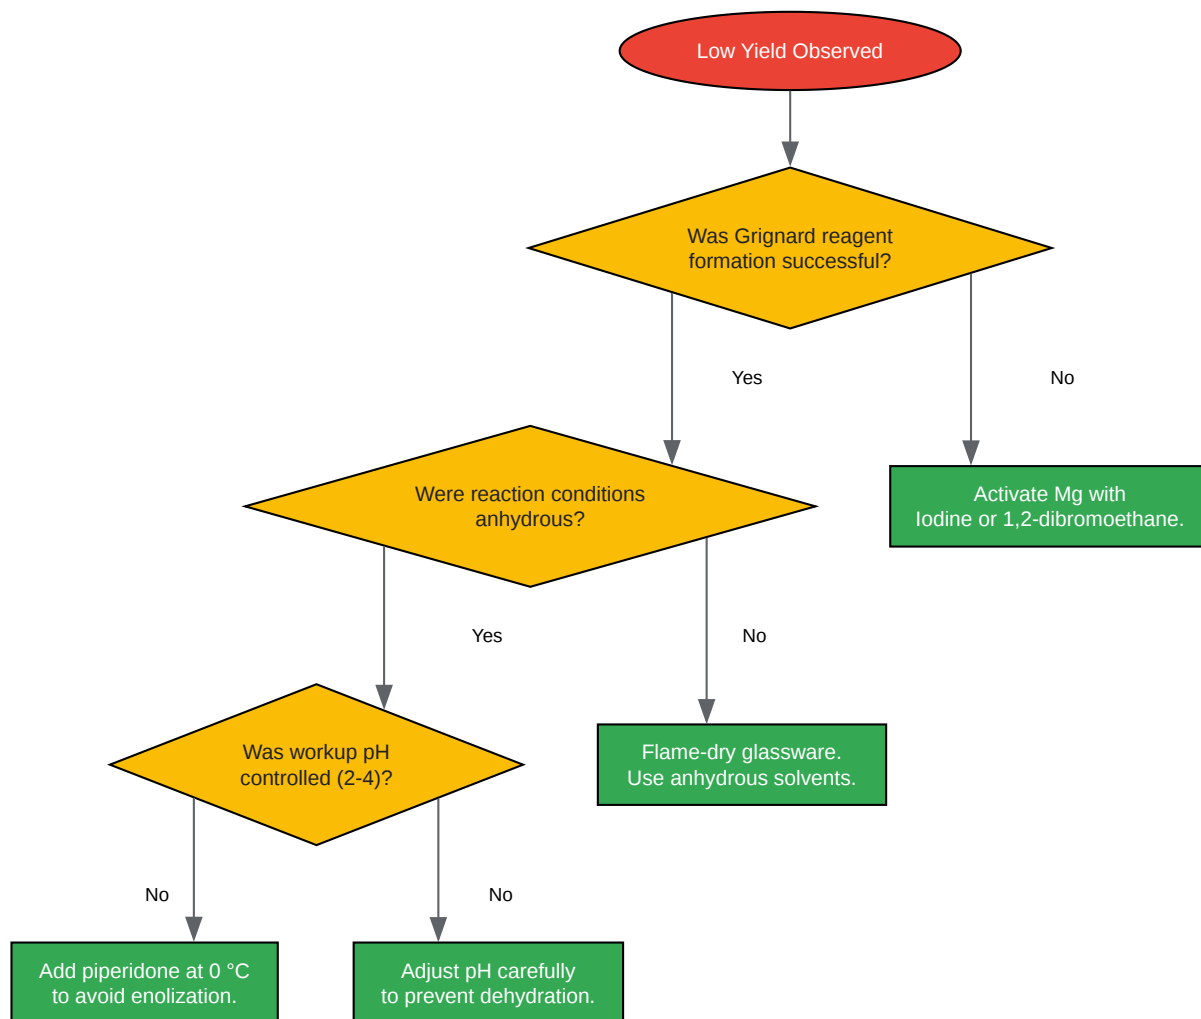 Low Yield Observed
Was Grignard reagent
formation successful?
Yes
No
Were reaction conditions
anhydrous?
Activate Mg with
Iodine or 1,2-dibromoethane.
Yes
No
Was workup pH
controlled (2-4)?
Flame-dry glassware.
Use anhydrous solvents.
No
No
Add piperidone at 0 °C
to avoid enolization.
Adjust pH carefully
to prevent dehydration.